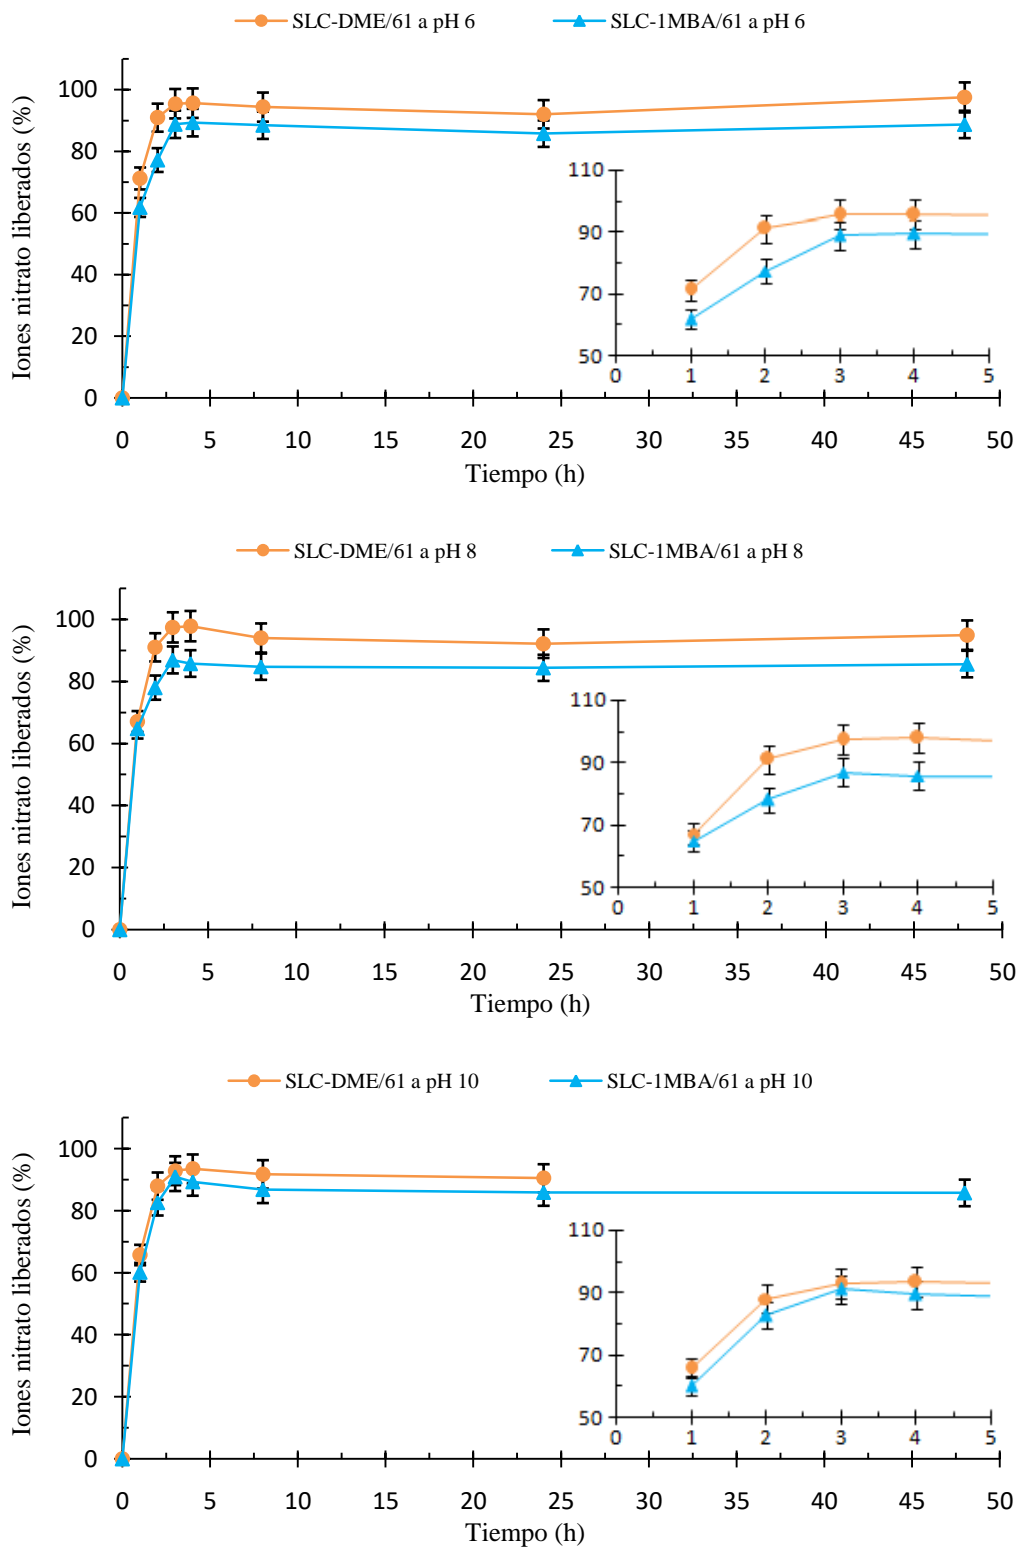 SLC-DME/61 a pH 6 SLC-1MBA/61 a pH 6
Iones nitrato liberados (%)
100
80
60
40
20
0
0 5 10 15 20 25 30 35 40 45 50
Tiempo (h)
110
90
70
50
0 1 2 3 4 5
SLC-DME/61 a pH 8 SLC-1MBA/61 a pH 8
Iones nitrato liberados (%)
100
80
60
40
20
0
0 5 10 15 20 25 30 35 40 45 50
Tiempo (h)
110
90
70
50
0 1 2 3 4 5
SLC-DME/61 a pH 10 SLC-1MBA/61 a pH 10
Iones nitrato liberados (%)
100
80
60
40
20
0
0 5 10 15 20 25 30 35 40 45 50
Tiempo (h)
110
90
70
50
0 1 2 3 4 5